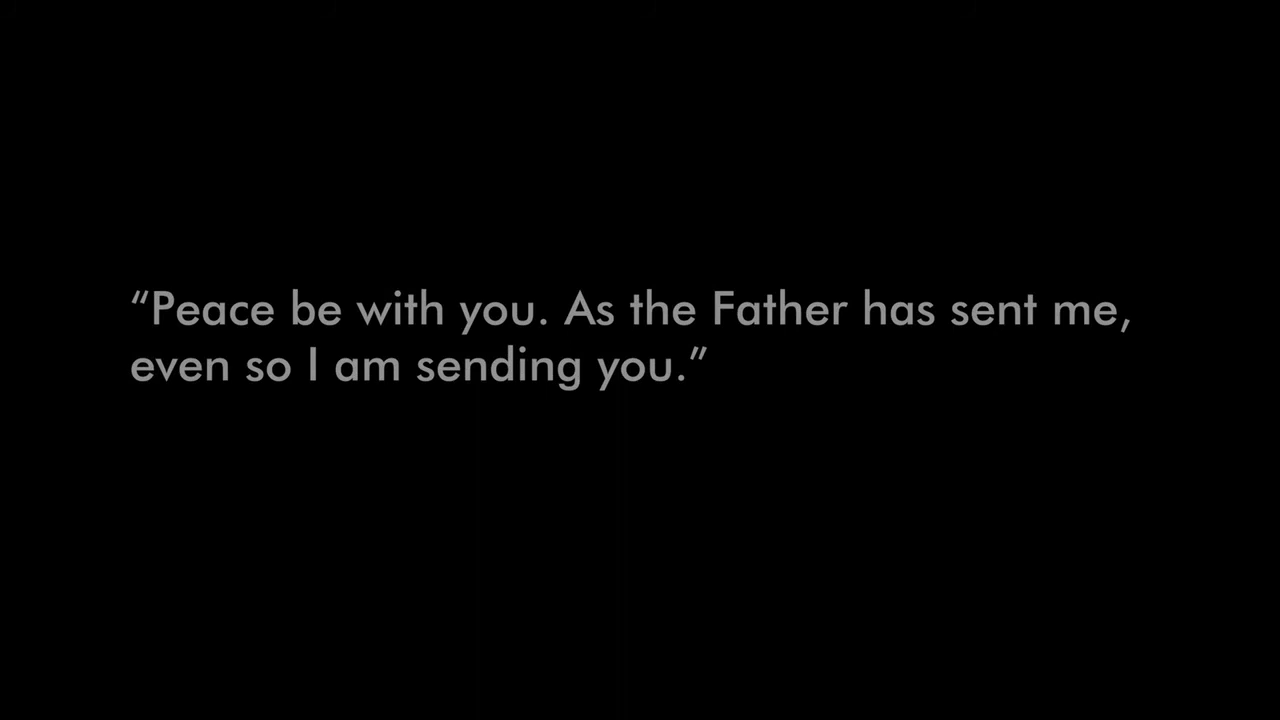 “Peace be with you. As the Father has sent me,
even so I am sending you.”